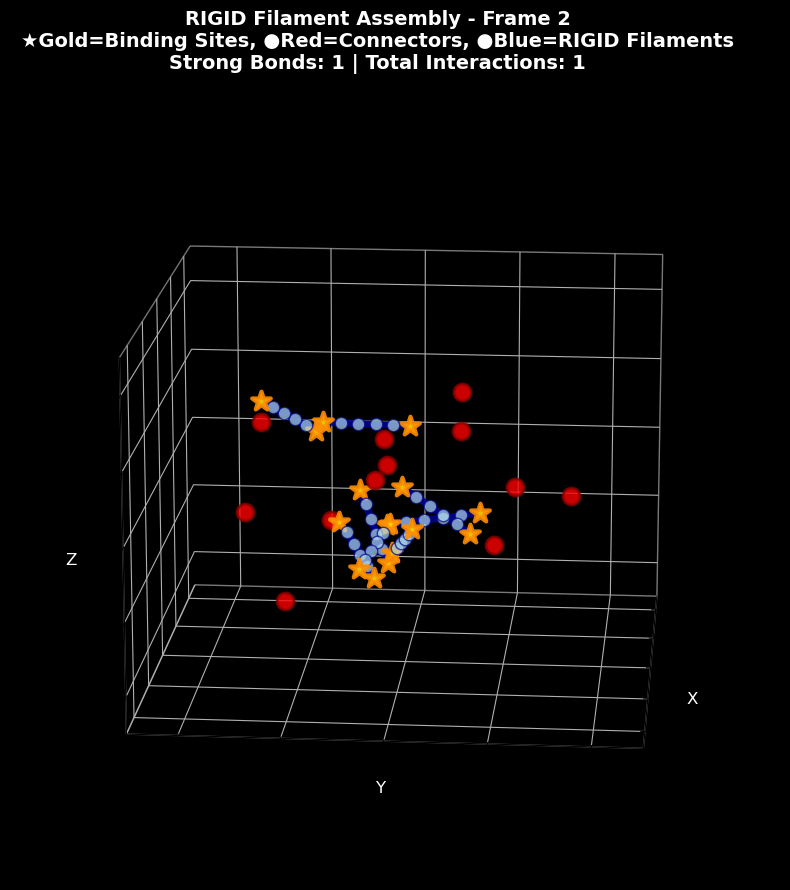 RIGID Filament Assembly - Frame 2
★Gold=Binding Sites, ●Red=Connectors, ●Blue=RIGID Filaments
Strong Bonds: 1 | Total Interactions: 1
Z
X
Y